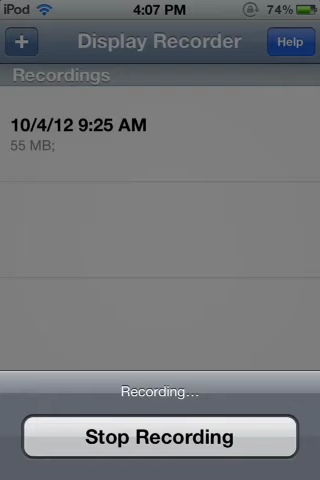 iPod 4:07 PM 74%
+ Display Recorder Help
Recordings
10/4/12 9:25 AM
55 MB;
Recording...
Stop Recording